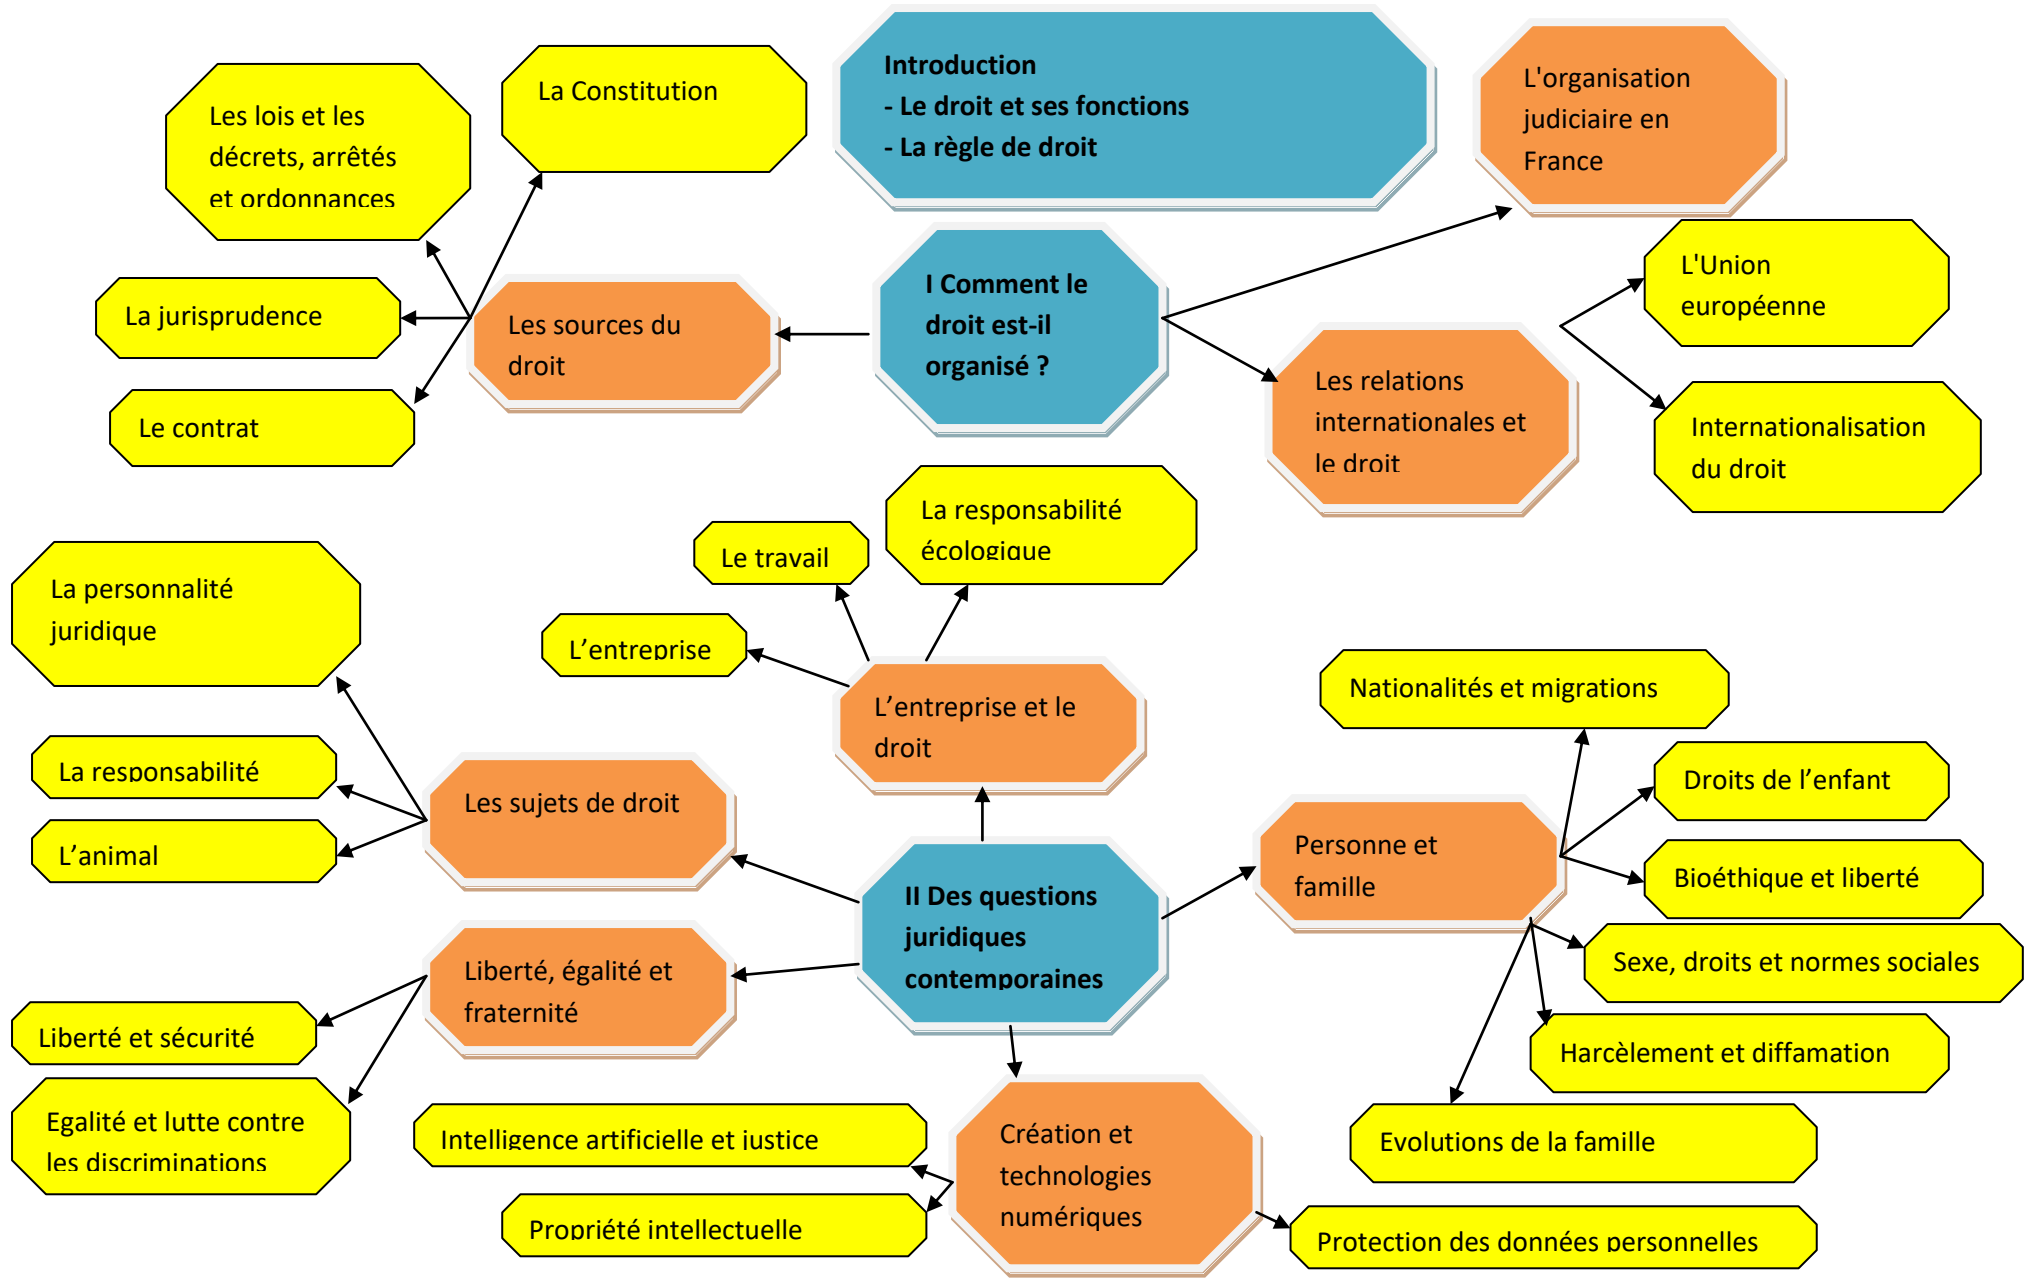 Introduction
- Le droit et ses fonctions
- La règle de droit
L'organisation
judiciaire en
France
La Constitution
Les lois et les
décrets, arrêtés
et ordonnances
La jurisprudence
Le contrat
Les sources du
droit
I Comment le
droit est-il
organisé ?
Les relations
internationales et
le droit
L'Union
européenne
Internationalisation
du droit
La responsabilité
écologique
Le travail
L’entreprise
L’entreprise et le
droit
La personnalité
juridique
La responsabilité
L’animal
Les sujets de droit
Nationalités et migrations
Droits de l’enfant
Bioéthique et liberté
Sexe, droits et normes sociales
Harcèlement et diffamation
Evolutions de la famille
Personne et
famille
II Des questions
juridiques
contemporaines
Liberté, égalité et
fraternité
Liberté et sécurité
Egalité et lutte contre
les discriminations
Intelligence artificielle et justice
Propriété intellectuelle
Création et
technologies
numériques
Protection des données personnelles